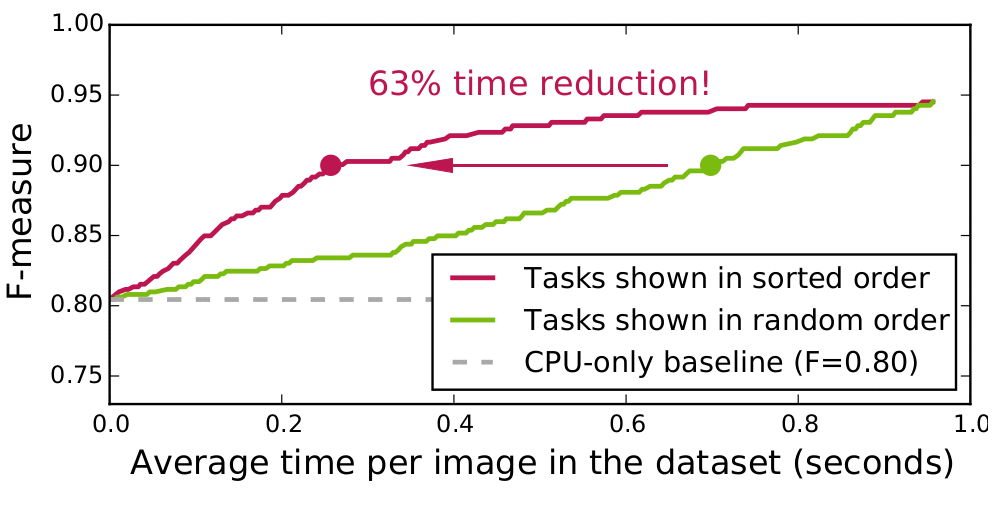 1.00
0.95
0.90
0.85
0.80
0.75
F-measure
63% time reduction!
Tasks shown in sorted order
Tasks shown in random order
CPU-only baseline (F=0.80)
0.0 0.2 0.4 0.6 0.8 1.0
Average time per image in the dataset (seconds)